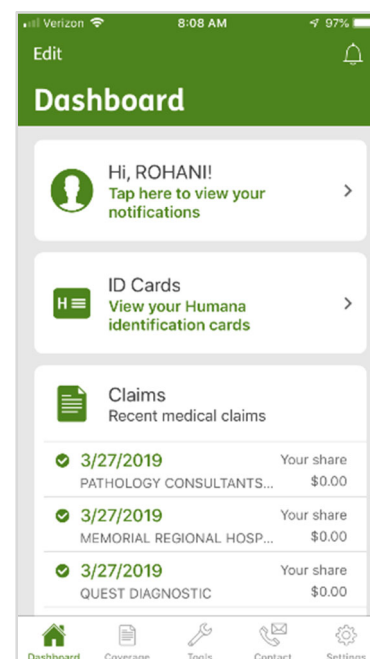 Verizon 8:08 AM 97%
Edit
Dashboard
Hi, ROHANI!
Tap here to view your
notifications
ID Cards
H
View your Humana
identification cards
Claims
Recent medical claims
3/27/2019 Your share
PATHOLOGY CONSULTANTS... $0.00
3/27/2019 Your share
MEMORIAL REGIONAL HOSP... $0.00
3/27/2019 Your share
QUEST DIAGNOSTIC $0.00
Dashboard Coverage Tools Contact Settings